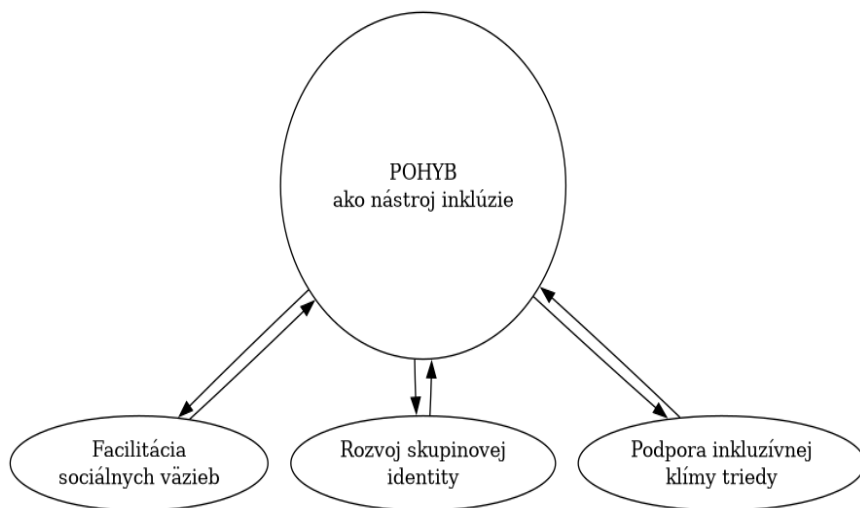 POHYB
ako nástroj inklúzie
Facilitácia
sociálnych väzieb
Rozvoj skupinovej
identity
Podpora inkluzívnej
klímy triedy